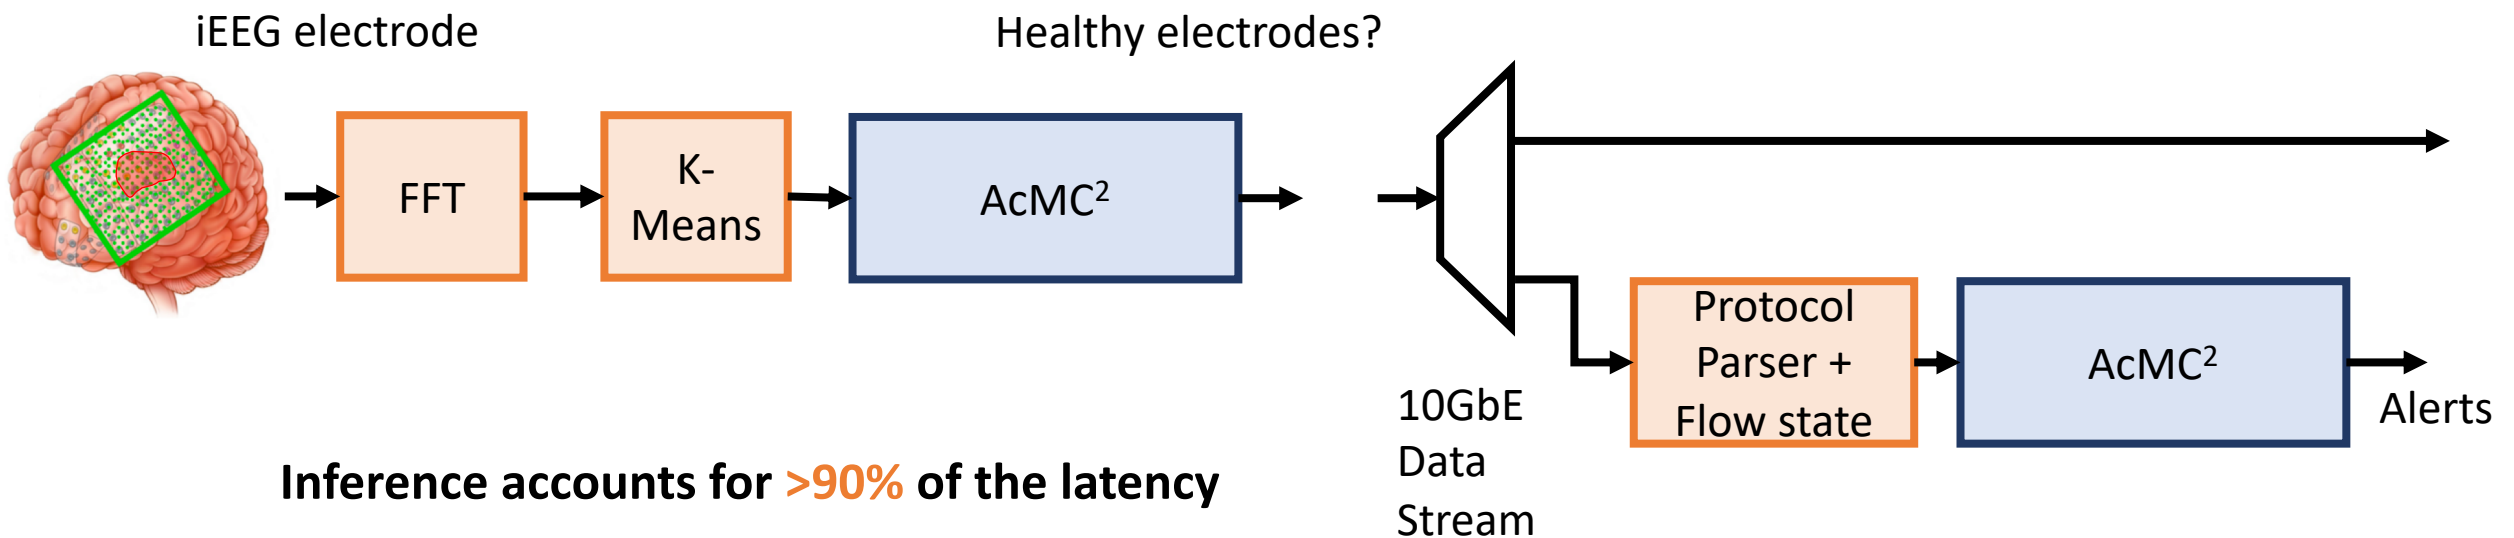 iEEG electrode
Healthy electrodes?
FFT
K-
Means
AcMC²
Protocol
Parser +
Flow state
AcMC²
Alerts
10GbE
Data
Stream
Inference accounts for >90% of the latency